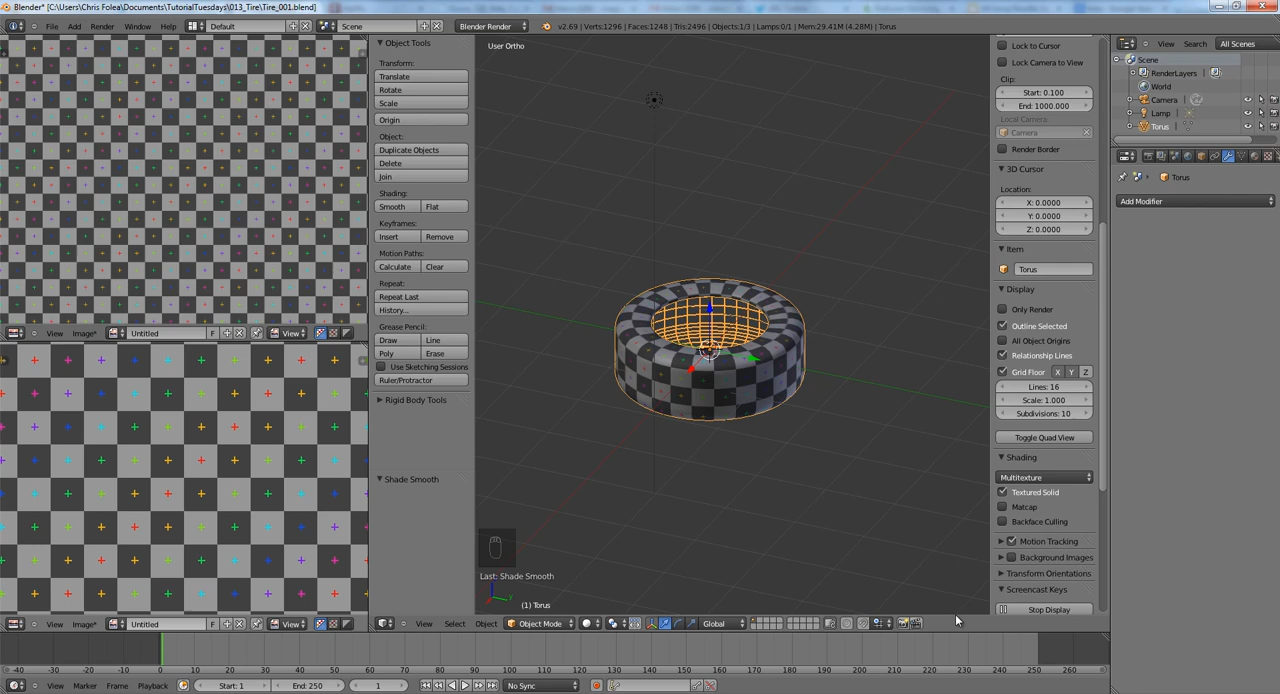 Blender* [C:\Users\Chris Folea\Documents\TutorialTuesdays\013_Tire\Tire_001.blend]
File Add Render Window Help Default Scene Blender Render v2.69 | Verts:1296 | Faces:1248 | Tris:2496 | Objects:1/3 | Lamps:0/1 | Mem:29.41M (4.28M) | Torus
View Image* Untitled F View
View Image* Untitled F View
Object Tools
Transform:
Translate
Rotate
Scale
Origin
Object:
Duplicate Objects
Delete
Join
Shading:
Smooth Flat
Keyframes:
Insert Remove
Motion Paths:
Calculate Clear
Repeat:
Repeat Last
History...
Grease Pencil:
Draw Line
Poly Erase
Use Sketching Sessions
Ruler/Protractor
Rigid Body Tools
Shade Smooth
User Ortho
Last: Shade Smooth
(1) Torus
View Select Object Object Mode Global
Lock to Cursor
Lock Camera to View
Clip:
Start: 0.100
End: 1000.000
Local Camera:
Camera
Render Border
3D Cursor
Location:
X: 0.0000
Y: 0.0000
Z: 0.0000
Item
Torus
Display
Only Render
Outline Selected
All Object Origins
Relationship Lines
Grid Floor X Y Z
Lines: 16
Scale: 1.000
Subdivisions: 10
Toggle Quad View
Shading
Multitexture
Textured Solid
Matcap
Backface Culling
Motion Tracking
Background Images
Transform Orientations
Screencast Keys
Stop Display
View Search All Scenes
Scene
RenderLayers
World
Camera
Lamp
Torus
Torus
Add Modifier
-40 -30 -20 -10 0 10 20 30 40 50 60 70 80 90 100 110 120 130 140 150 160 170 180 190 200 210 220 230 240 250 260
View Marker Frame Playback Start: 1 End: 250 1 No Sync